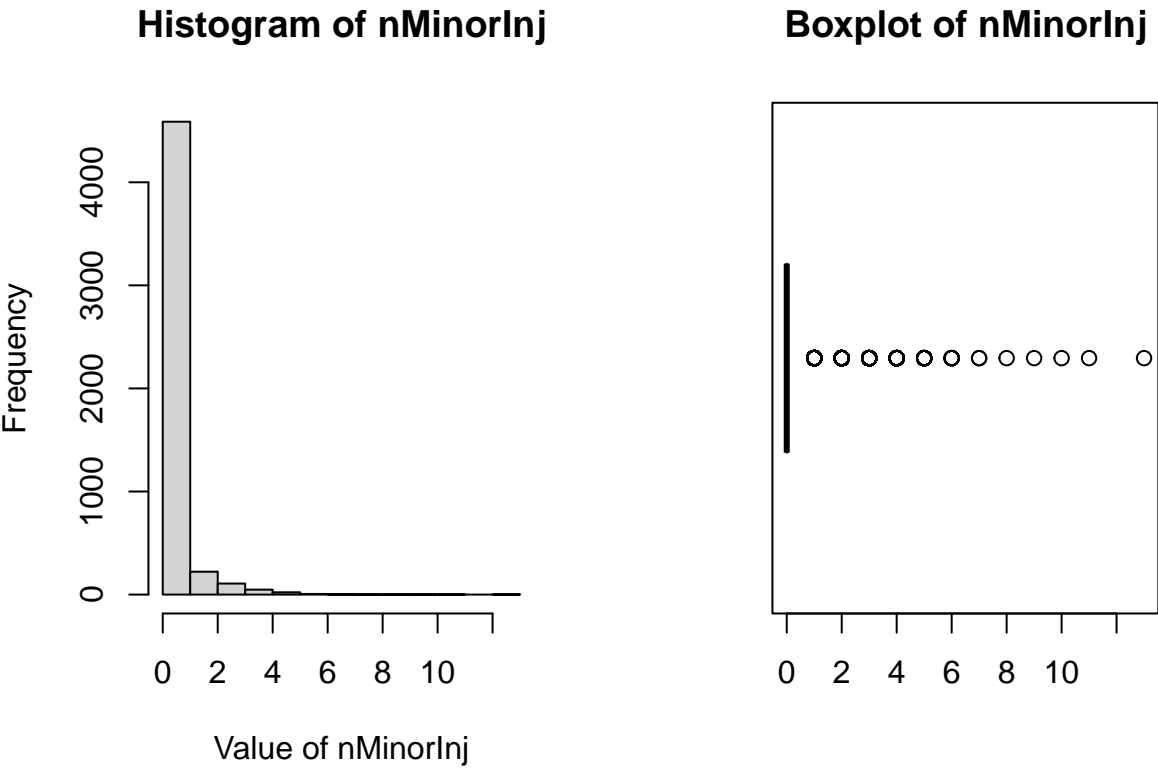 Histogram of nMinorInj
Frequency
0 1000 2000 3000 4000
0 2 4 6 8 10
Value of nMinorInj
Boxplot of nMinorInj
0 2 4 6 8 10